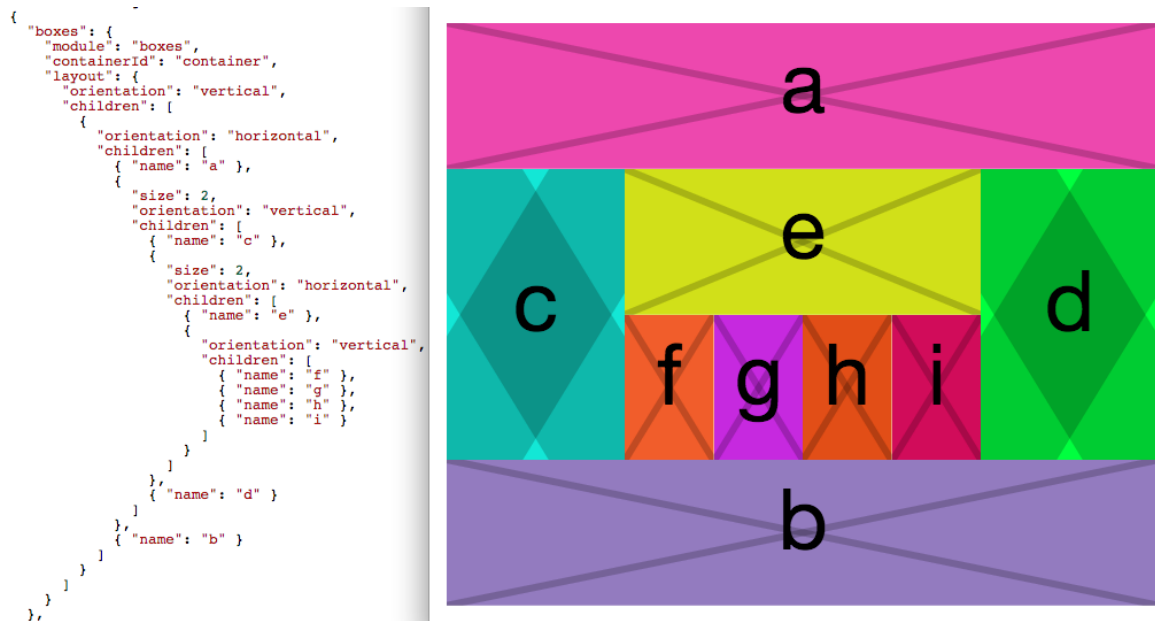 {
"boxes": {
"module": "boxes",
"containerId": "container",
"layout": {
"orientation": "vertical",
"children": [
{
"orientation": "horizontal",
"children": [
{ "name": "a" },
{
"size": 2,
"orientation": "vertical",
"children": [
{ "name": "c" },
{
"size": 2,
"orientation": "horizontal",
"children": [
{ "name": "e" },
{
"orientation": "vertical",
"children": [
{ "name": "f" },
{ "name": "g" },
{ "name": "h" },
{ "name": "i" }
]
}
]
},
{ "name": "d" }
]
},
{ "name": "b" }
]
}
]
}
},
a
e
c
d
f g h i
b